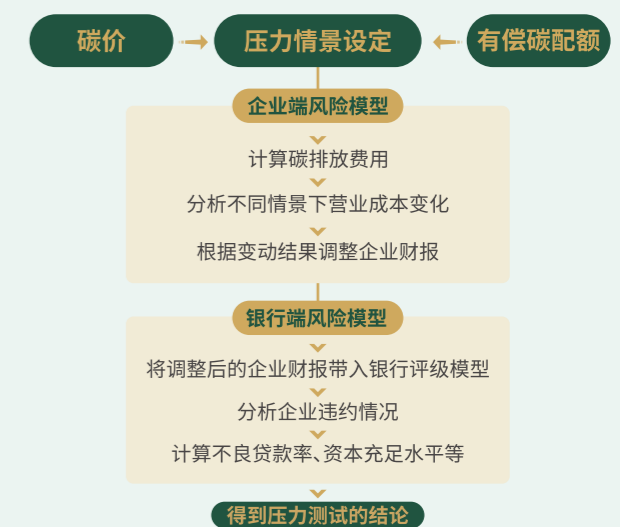 碳价
压力情景设定
有偿碳配额
企业端风险模型
计算碳排放费用
分析不同情景下营业成本变化
根据变动结果调整企业财报
银行端风险模型
将调整后的企业财报带入银行评级模型
分析企业违约情况
计算不良贷款率、资本充足水平等
得到压力测试的结论